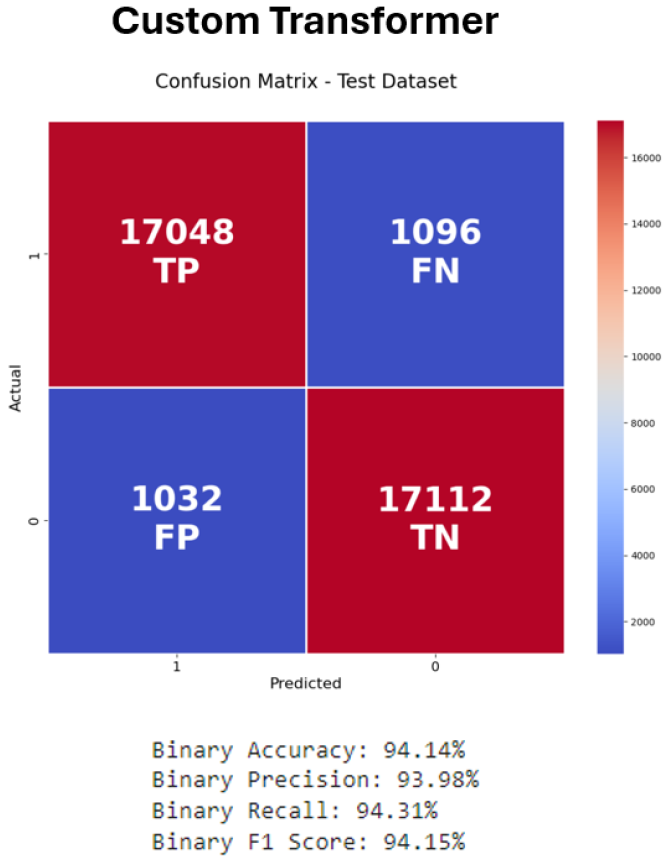 Custom Transformer
Confusion Matrix - Test Dataset
17048
TP
1096
FN
1032
FP
17112
TN
1
0
Actual
1
0
Predicted
16000
14000
12000
10000
8000
6000
4000
2000
Binary Accuracy: 94.14%
Binary Precision: 93.98%
Binary Recall: 94.31%
Binary F1 Score: 94.15%